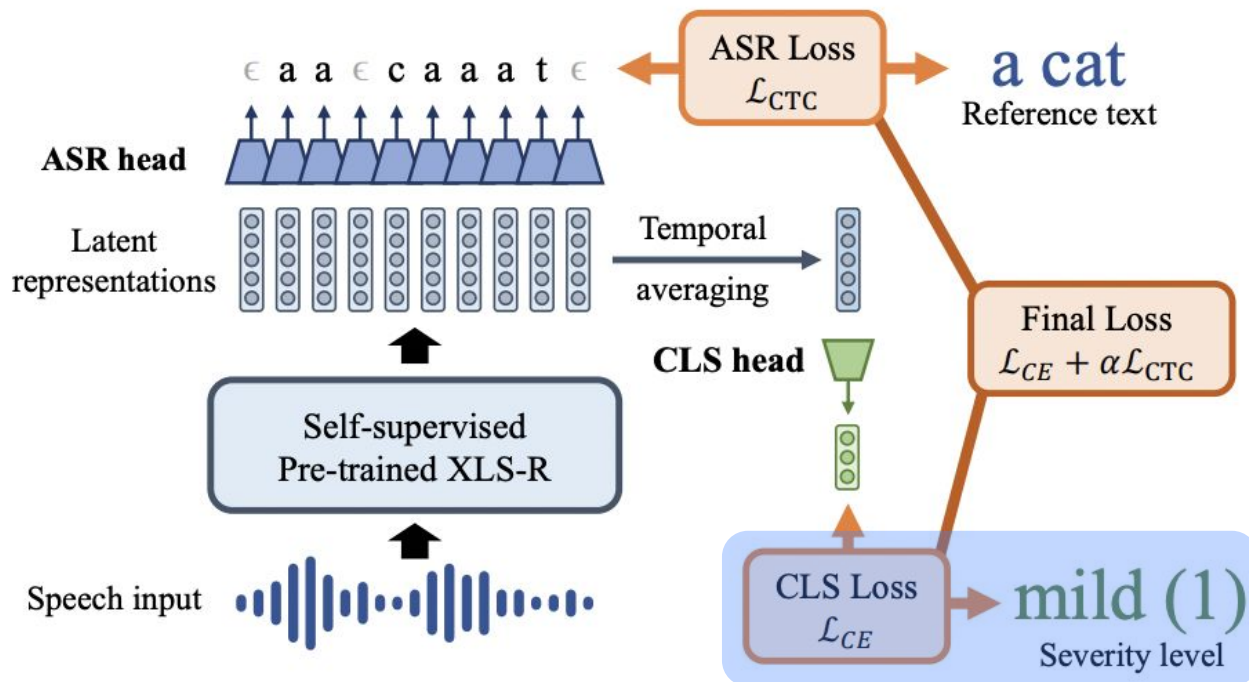 ϵ a a ϵ c a a a t ϵ
ASR Loss
ℒCTC
a cat
Reference text
ASR head
Latent
representations
Temporal
averaging
CLS head
Final Loss
ℒCE + αℒCTC
Self-supervised
Pre-trained XLS-R
Speech input
CLS Loss
ℒCE
mild (1)
Severity level